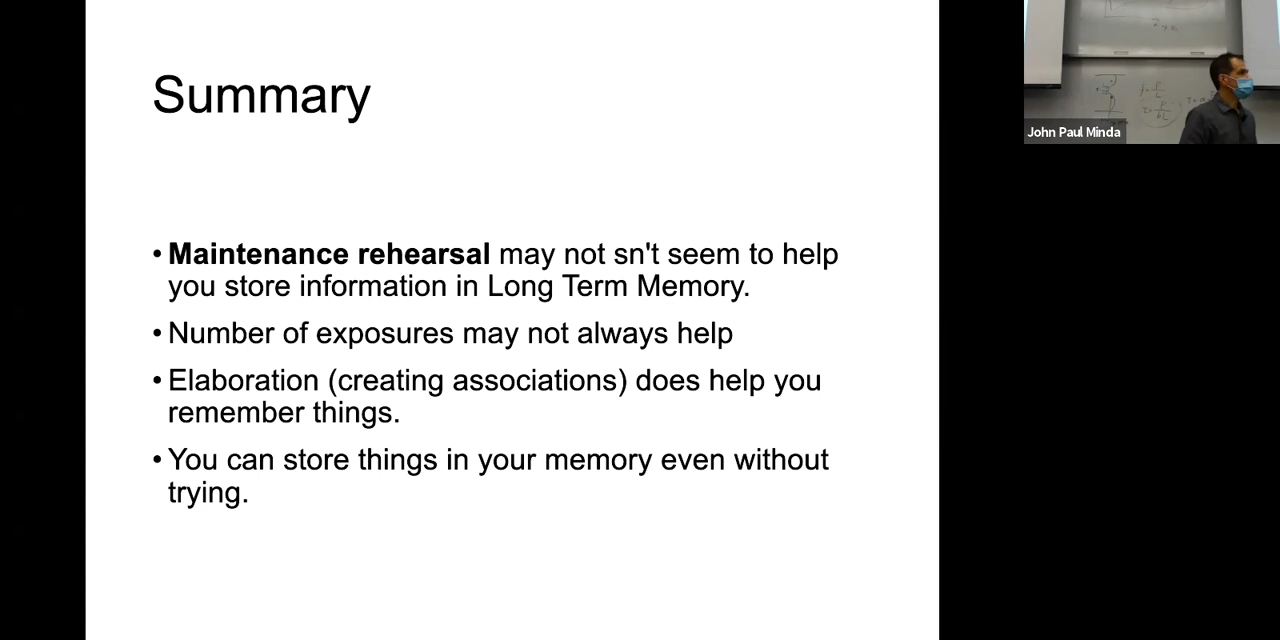 Summary
• Maintenance rehearsal may not sn't seem to help
you store information in Long Term Memory.
• Number of exposures may not always help
• Elaboration (creating associations) does help you
remember things.
• You can store things in your memory even without
trying.
John Paul Minda